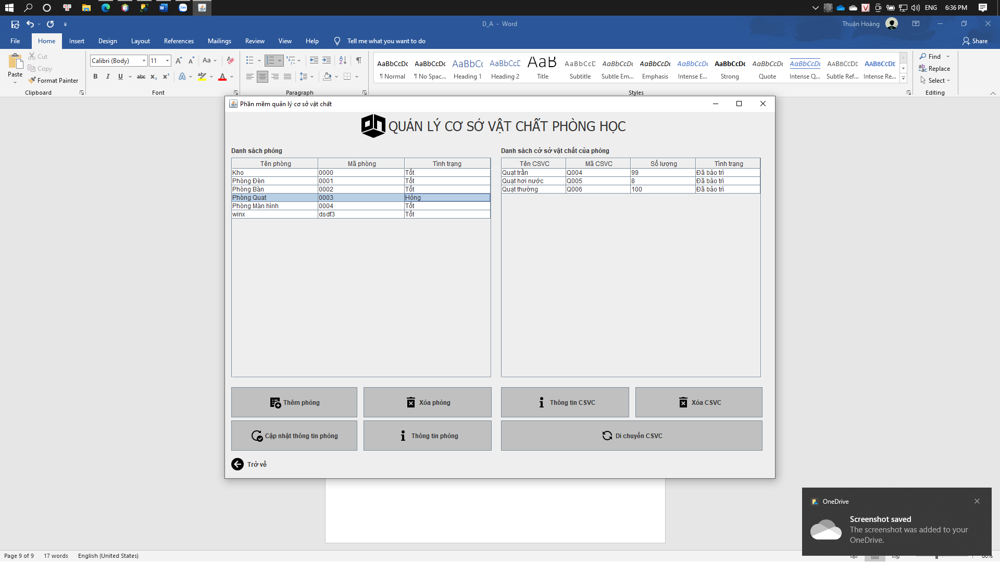 ENG 6:36 PM
D_A - Word
Thuận Hoàng
File Home Insert Design Layout References Mailings Review View Help Tell me what you want to do Share
Paste
Cut
Copy
Format Painter
Clipboard
Calibri (Body) 11
Font
Paragraph
AaBbCcDc AaBbCcDc AaBbCc AaBbCcD AaB AaBbCcD AaBbCcDc AaBbCcDc AaBbCcDc AaBbCcDc AaBbCcDc AaBbCcDc AABBCCDE AABBCCDE
¶ Normal ¶ No Spac... Heading 1 Heading 2 Title Subtitle Subtle Em... Emphasis Intense E... Strong Quote Intense Q... Subtle Ref... Intense Re...
Styles
Find
Replace
Select
Editing
Phần mềm quản lý cơ sở vật chất
QUẢN LÝ CƠ SỞ VẬT CHẤT PHÒNG HỌC
Danh sách phòng
Tên phòng Mã phòng Tình trạng
Kho 0000 Tốt
Phòng Đèn 0001 Tốt
Phòng Bàn 0002 Tốt
Phòng Quat 0003 Hỏng
Phòng Màn hình 0004 Tốt
winx dsdf3 Tốt
Danh sách cở sở vật chất của phòng
Tên CSVC Mã CSVC Số lượng Tình trạng
Quạt trần Q004 99 Đã bảo trì
Quạt hơi nước Q005 8 Đã bảo trì
Quạt thường Q006 100 Đã bảo trì
Thêm phòng
Xóa phòng
Thông tin CSVC
Xóa CSVC
Cập nhật thông tin phòng
Thông tin phòng
Di chuyển CSVC
Trở về
OneDrive
Screenshot saved
The screenshot was added to your
OneDrive.
Page 9 of 9 17 words English (United States)